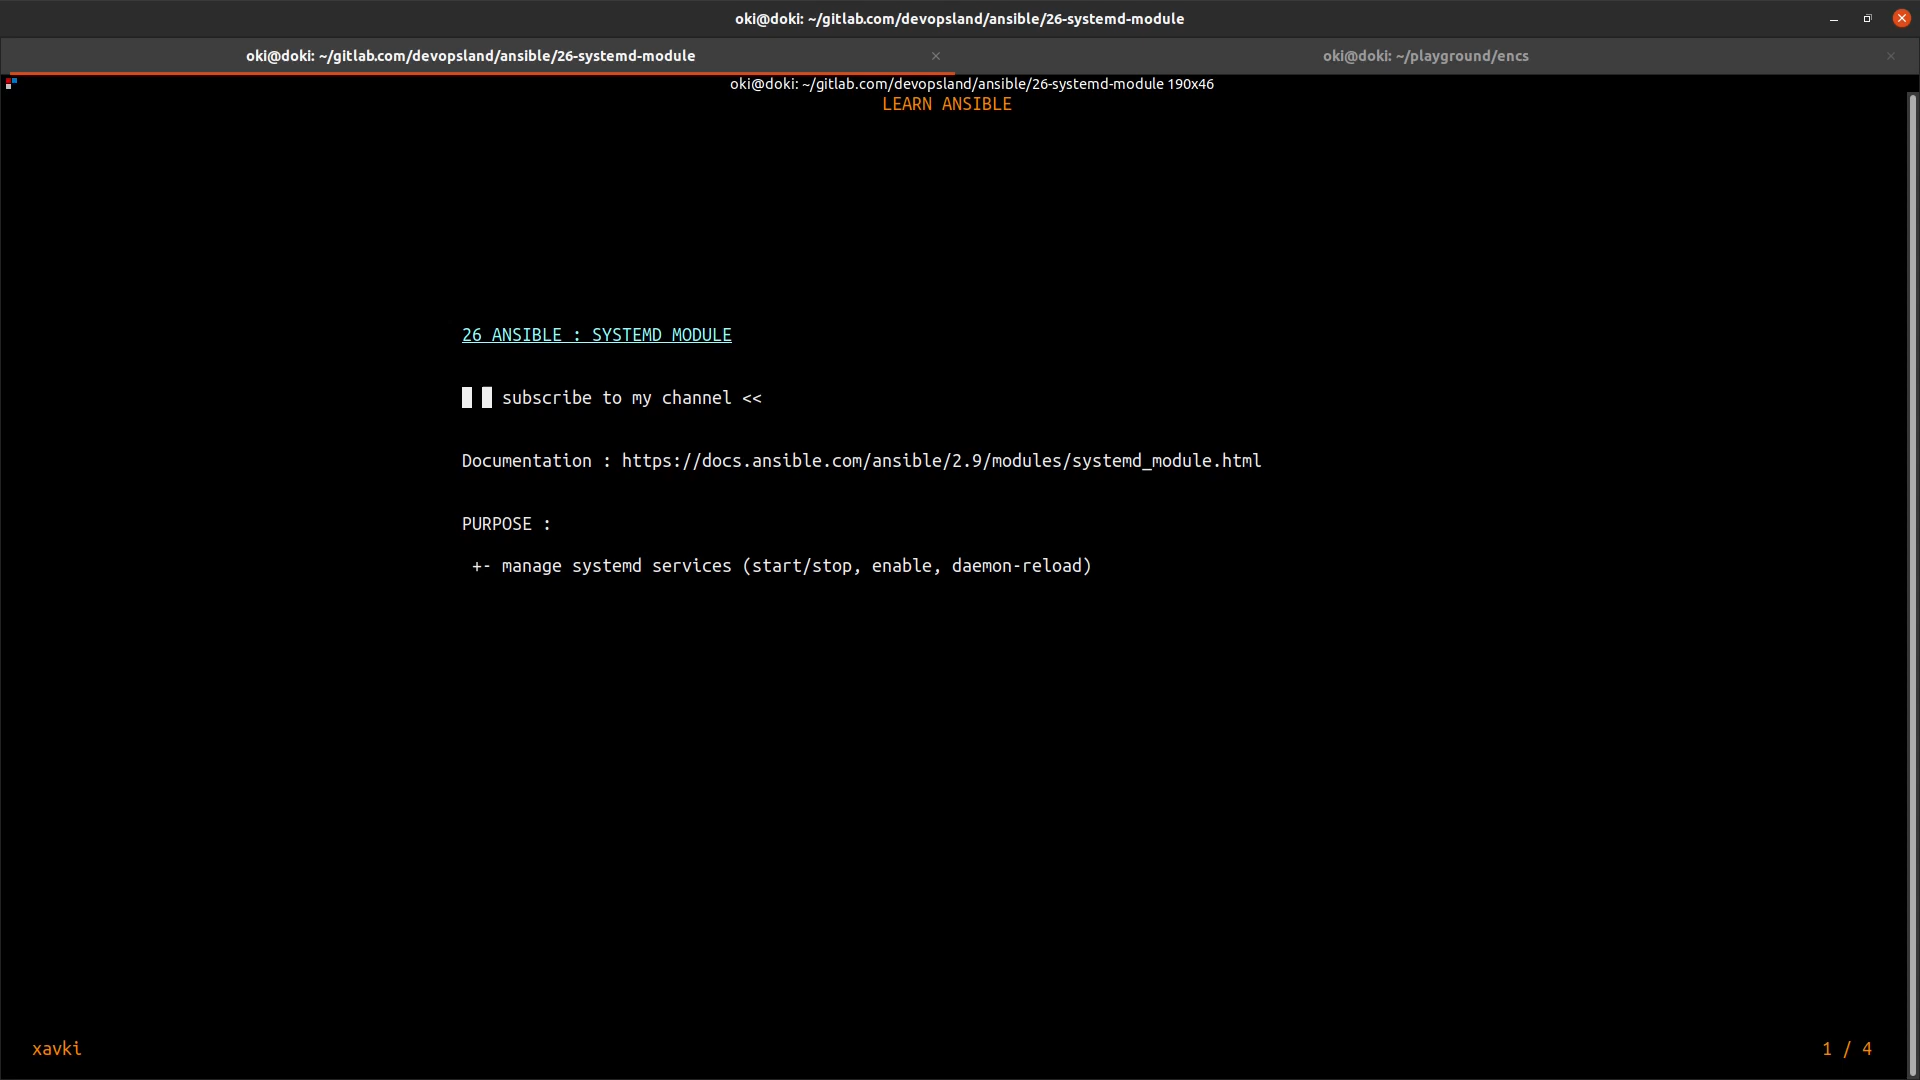 oki@doki: ~/gitlab.com/devopsland/ansible/26-systemd-module
oki@doki: ~/gitlab.com/devopsland/ansible/26-systemd-module
oki@doki: ~/playground/encs
oki@doki: ~/gitlab.com/devopsland/ansible/26-systemd-module 190x46
LEARN ANSIBLE
26 ANSIBLE : SYSTEMD MODULE
subscribe to my channel <<
Documentation : https://docs.ansible.com/ansible/2.9/modules/systemd_module.html
PURPOSE :
+- manage systemd services (start/stop, enable, daemon-reload)
xavki
1 / 4